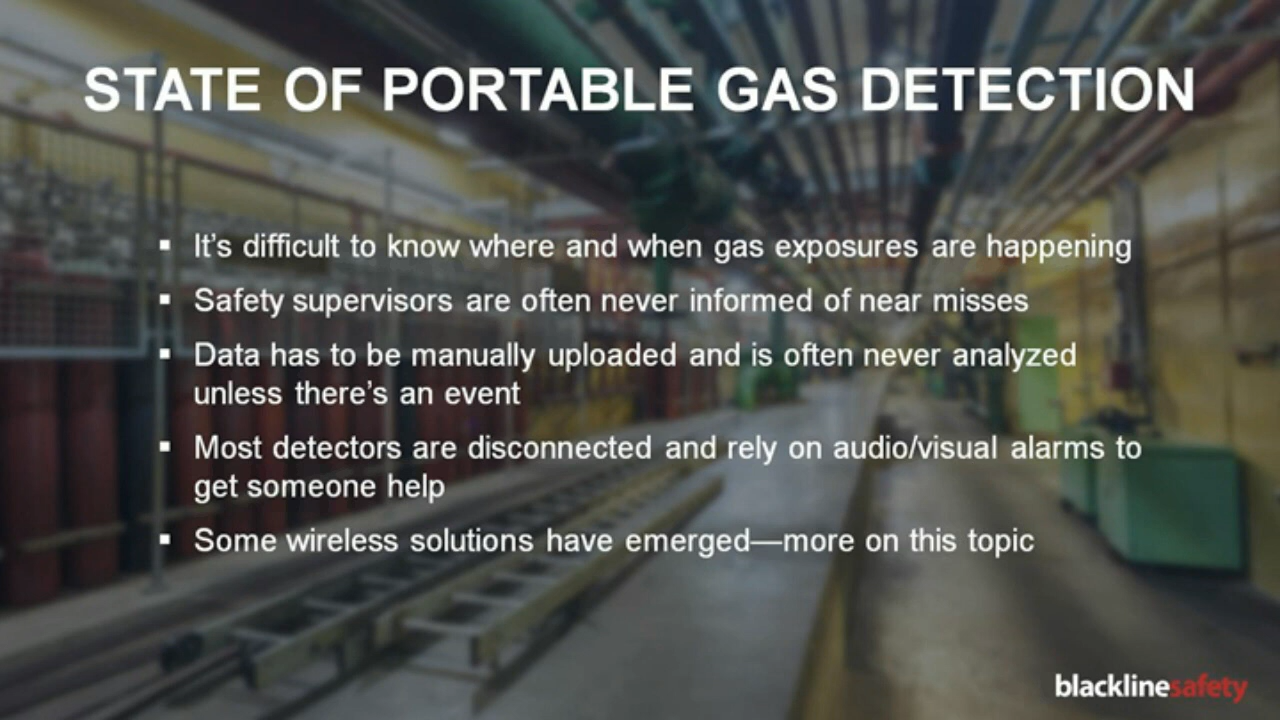 STATE OF PORTABLE GAS DETECTION
▪ It’s difficult to know where and when gas exposures are happening
▪ Safety supervisors are often never informed of near misses
▪ Data has to be manually uploaded and is often never analyzed
unless there’s an event
▪ Most detectors are disconnected and rely on audio/visual alarms to
get someone help
▪ Some wireless solutions have emerged—more on this topic
blacklinesafety